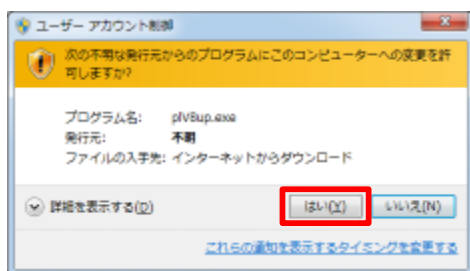 ユーザー アカウント制御
次の不明な発行元からのプログラムにこのコンピューターへの変更を許
可しますか?
プログラム名: plV8up.exe
発行元: 不明
ファイルの入手先: インターネットからダウンロード
詳細を表示する(D)
はい(Y)
いいえ(N)
これらの通知を表示するタイミングを変更する